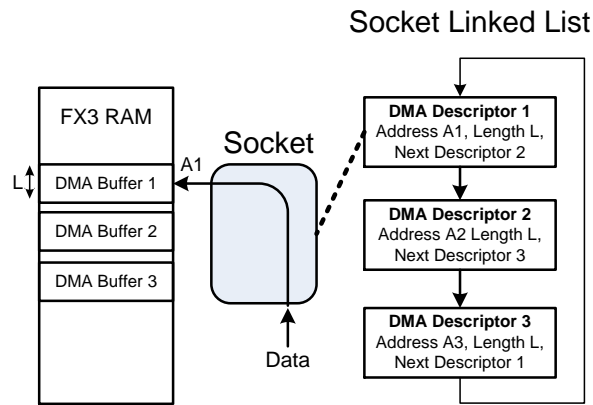 Socket Linked List
FX3 RAM
L
DMA Buffer 1
DMA Buffer 2
DMA Buffer 3
A1
Socket
Data
DMA Descriptor 1
Address A1, Length L,
Next Descriptor 2
DMA Descriptor 2
Address A2 Length L,
Next Descriptor 3
DMA Descriptor 3
Address A3, Length L,
Next Descriptor 1